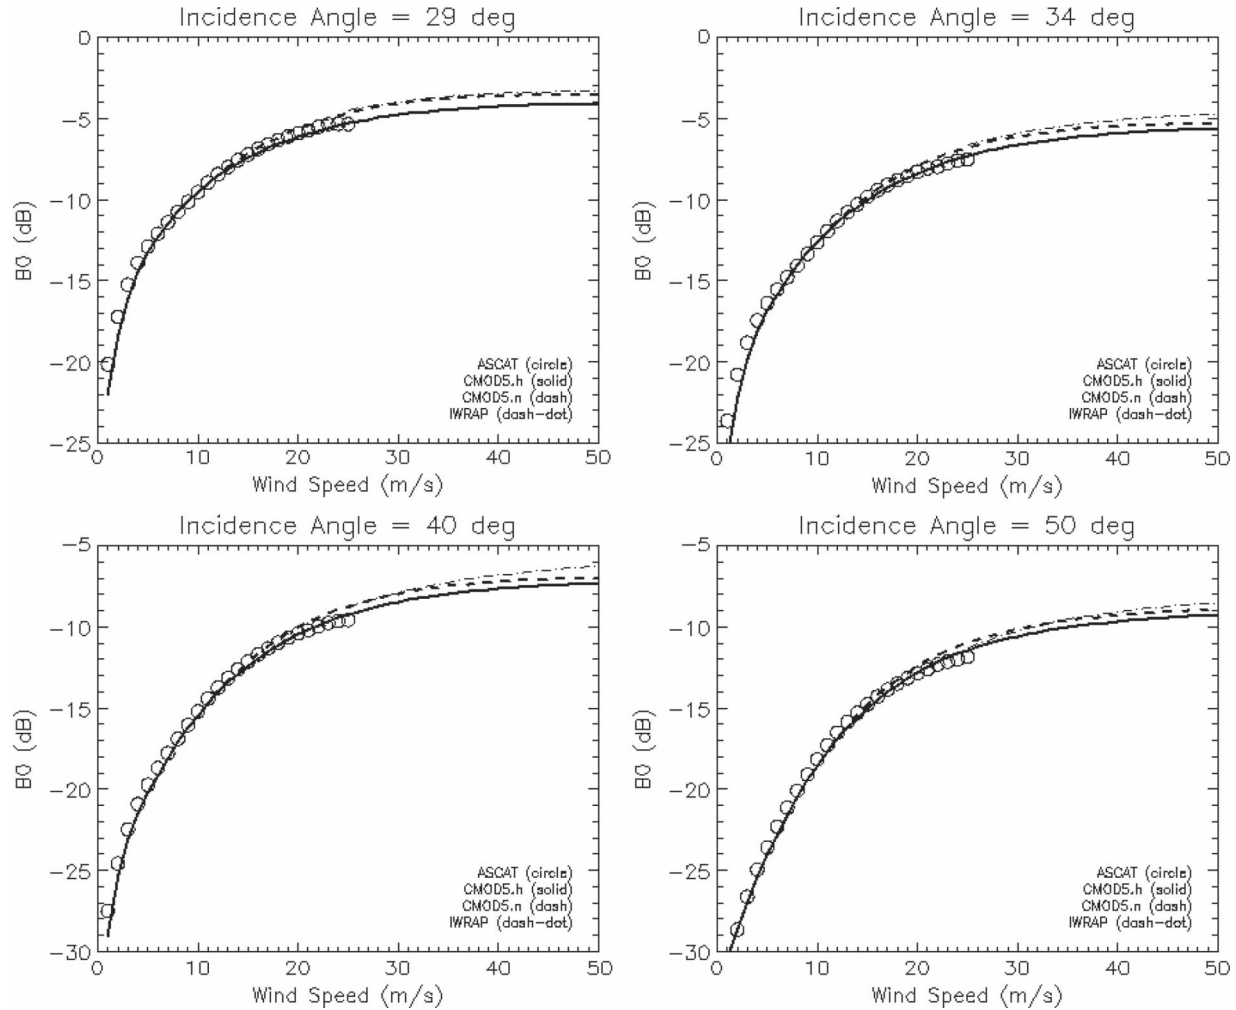 Incidence Angle = 29 deg
0
-5
-10
-15
-20
-25
B0 (dB)
ASCAT (circle)
CMOD5.h (solid)
CMOD5.n (dash)
IWRAP (dash-dot)
0 10 20 30 40 50
Wind Speed (m/s)
Incidence Angle = 34 deg
0
-5
-10
-15
-20
-25
B0 (dB)
ASCAT (circle)
CMOD5.h (solid)
CMOD5.n (dash)
IWRAP (dash-dot)
0 10 20 30 40 50
Wind Speed (m/s)
Incidence Angle = 40 deg
-5
-10
-15
-20
-25
-30
B0 (dB)
ASCAT (circle)
CMOD5.h (solid)
CMOD5.n (dash)
IWRAP (dash-dot)
0 10 20 30 40 50
Wind Speed (m/s)
Incidence Angle = 50 deg
-5
-10
-15
-20
-25
-30
B0 (dB)
ASCAT (circle)
CMOD5.h (solid)
CMOD5.n (dash)
IWRAP (dash-dot)
0 10 20 30 40 50
Wind Speed (m/s)